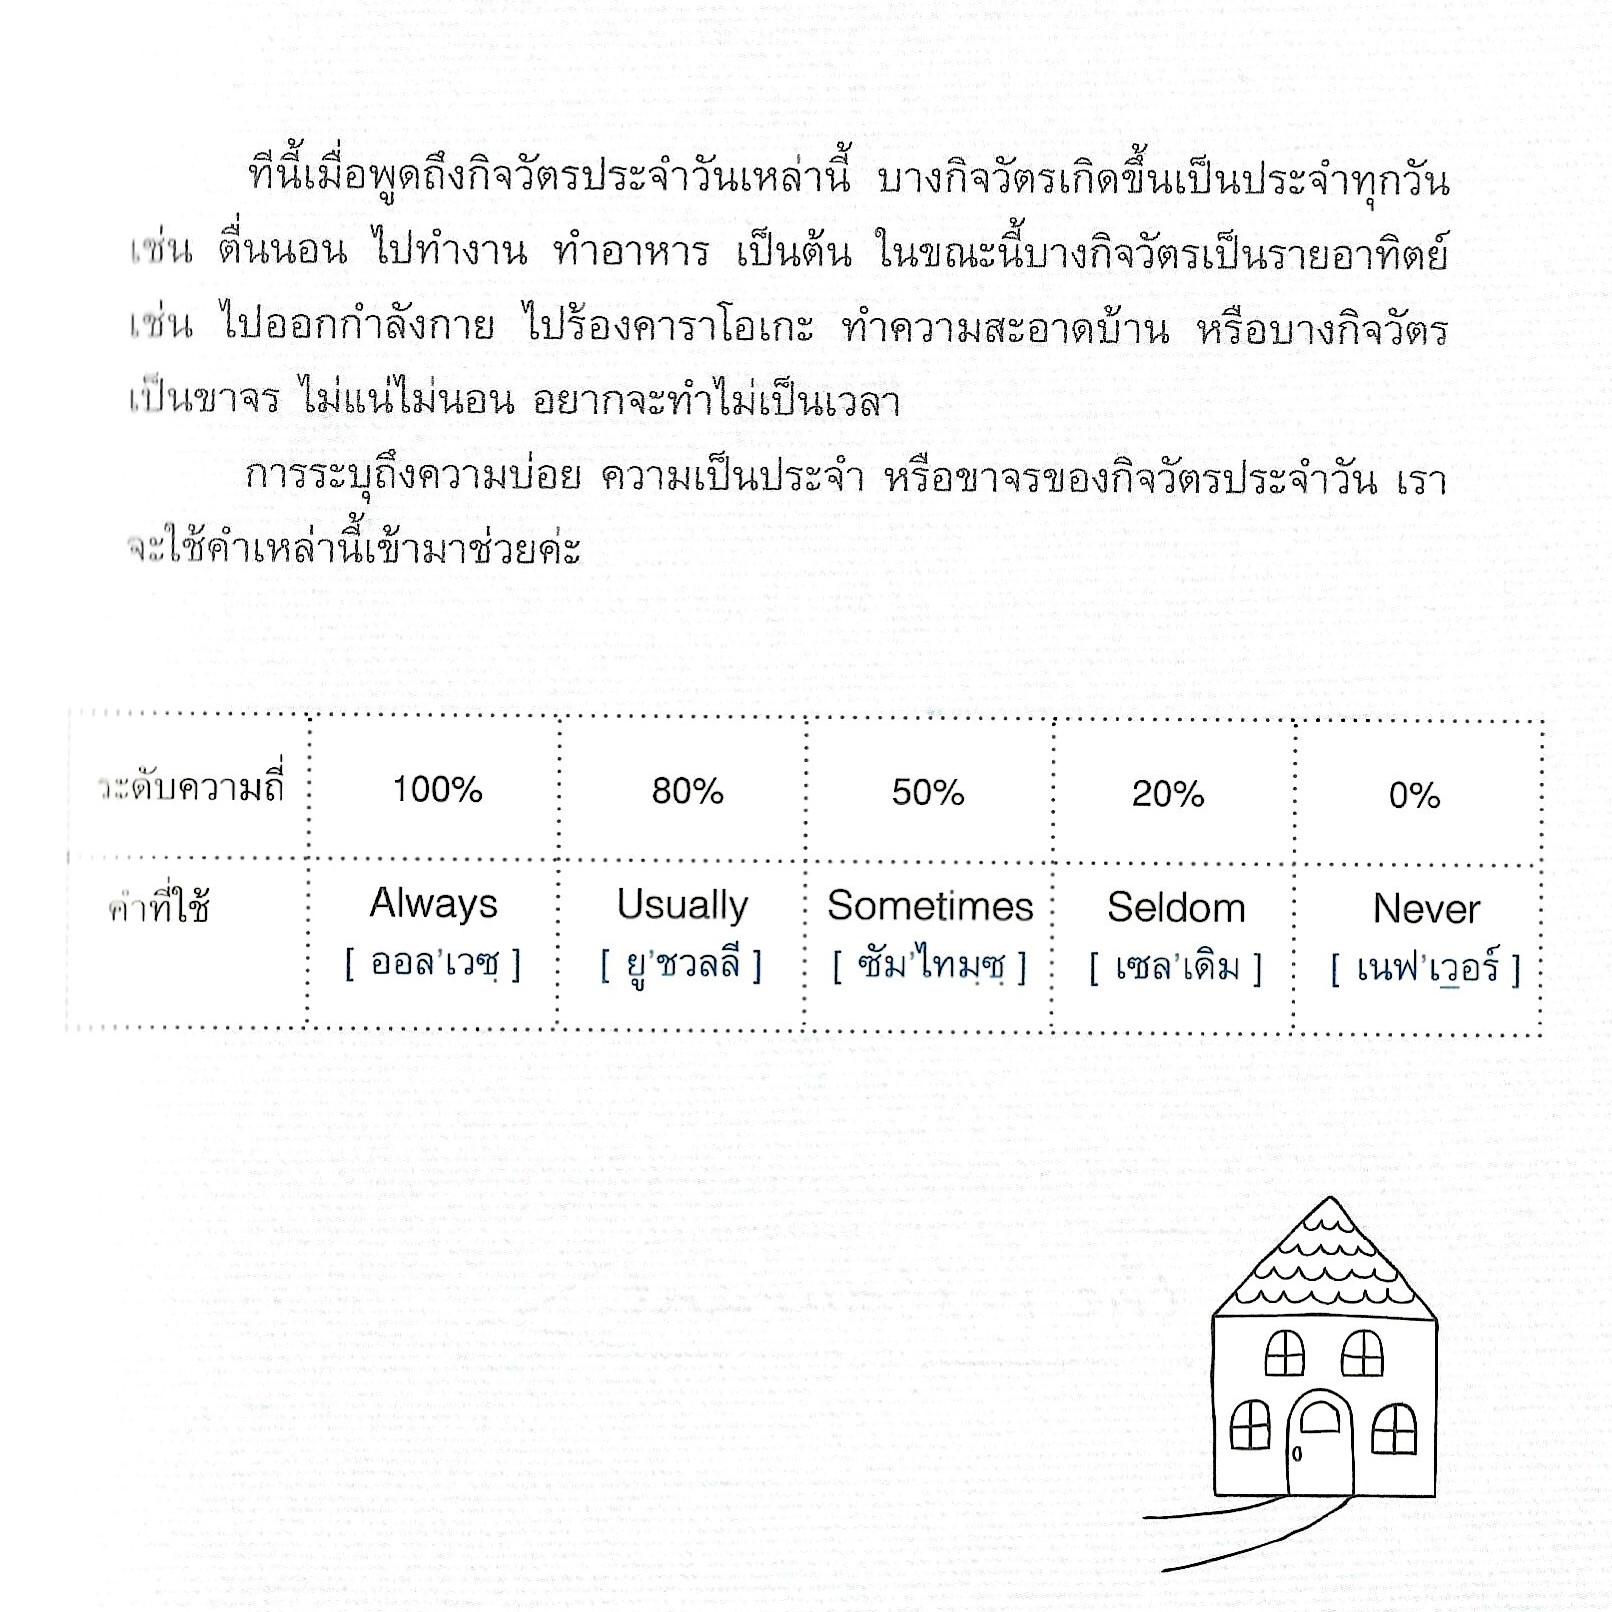 ทีนี้เมื่อพูดถึงกิจวัตรประจำวันเหล่านี้ บางกิจวัตรเกิดขึ้นเป็นประจำทุกวัน
เช่น ตื่นนอน ไปทำงาน ทำอาหาร เป็นต้น ในขณะนี้บางกิจวัตรเป็นรายอาทิตย์
เช่น ไปออกกำลังกาย ไปร้องคาราโอเกะ ทำความสะอาดบ้าน หรือบางกิจวัตร
เป็นขาจร ไม่แน่ไม่นอน อยากจะทำไม่เป็นเวลา
การระบุถึงความบ่อย ความเป็นประจำ หรือขาจรของกิจวัตรประจำวัน เรา
จะใช้คำเหล่านี้เข้ามาช่วยค่ะ
ระดับความถี่ 100% 80% 50% 20% 0%
คำที่ใช้ Always Usually Sometimes Seldom Never
[ ออล'เวซฺ ] [ ยู'ชวลลี ] [ ซัม'ไทมฺซฺ ] [ เซล'เดิม ] [ เนฟ'เวอร์ ]